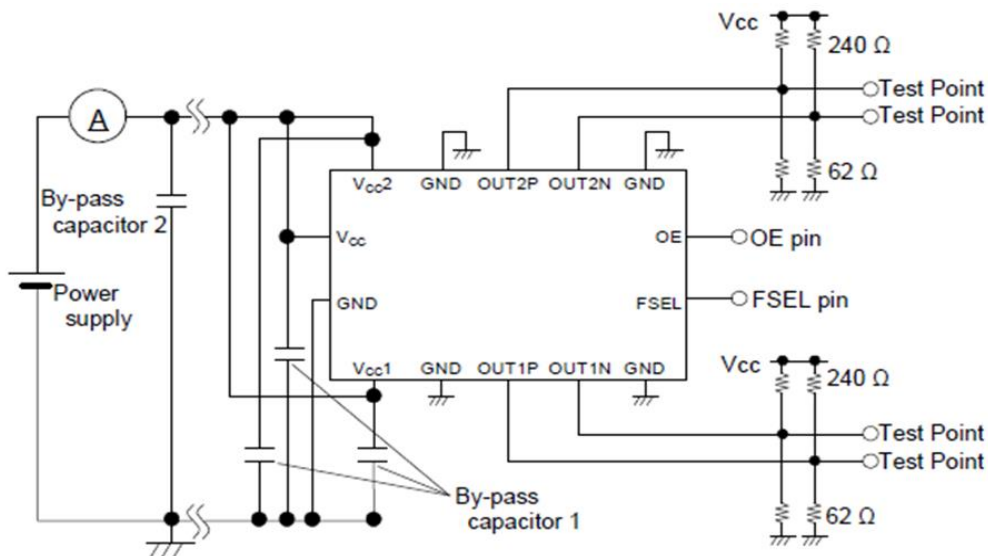 Vcc
240 Ω
Test Point
Test Point
62 Ω
A
By-pass
capacitor 2
Power
supply
Vcc2 GND OUT2P OUT2N GND
Vcc
OE
OE pin
GND
FSEL
FSEL pin
Vcc1 GND OUT1P OUT1N GND
Vcc
240 Ω
Test Point
Test Point
62 Ω
By-pass
capacitor 1